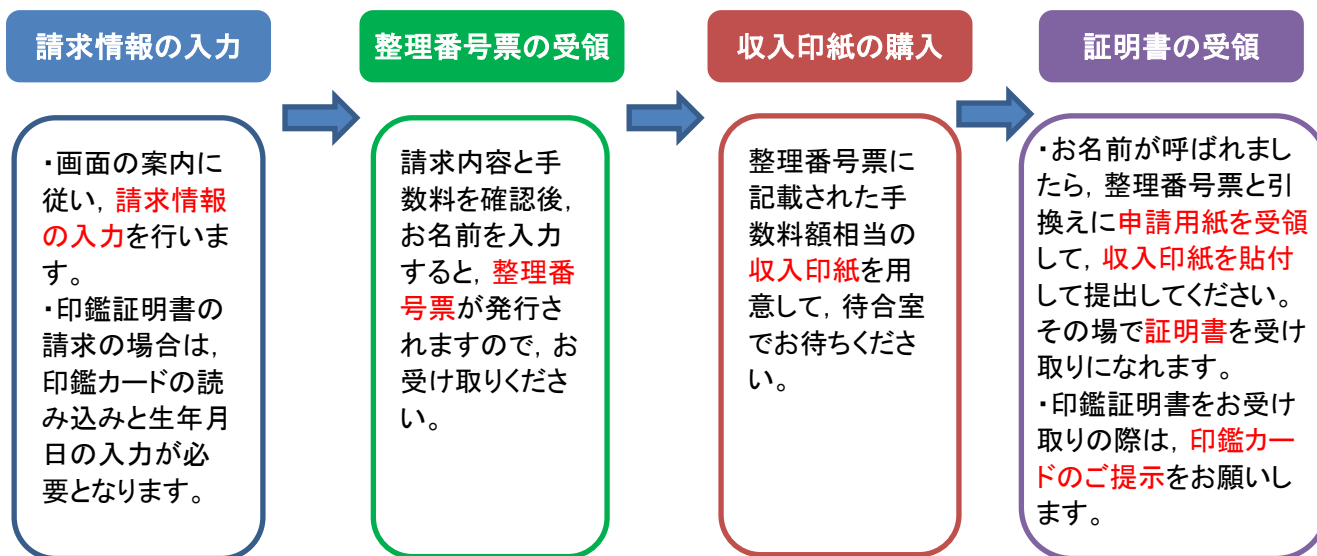 請求情報の入力
・画面の案内に
従い，請求情報
の入力を行いま
す。
・印鑑証明書の
請求の場合は，
印鑑カードの読
み込みと生年月
日の入力が必
要となります。
整理番号票の受領
請求内容と手
数料を確認後，
お名前を入力
すると，整理番
号票が発行さ
れますので，お
受け取りくださ
い。
収入印紙の購入
整理番号票に
記載された手
数料額相当の
収入印紙を用
意して，待合室
でお待ちくださ
い。
証明書の受領
・お名前が呼ばれまし
たら，整理番号票と引
換えに申請用紙を受領
して，収入印紙を貼付
して提出してください。
その場で証明書を受け
取りになれます。
・印鑑証明書をお受け
取りの際は，印鑑カー
ドのご提示をお願いし
ます。